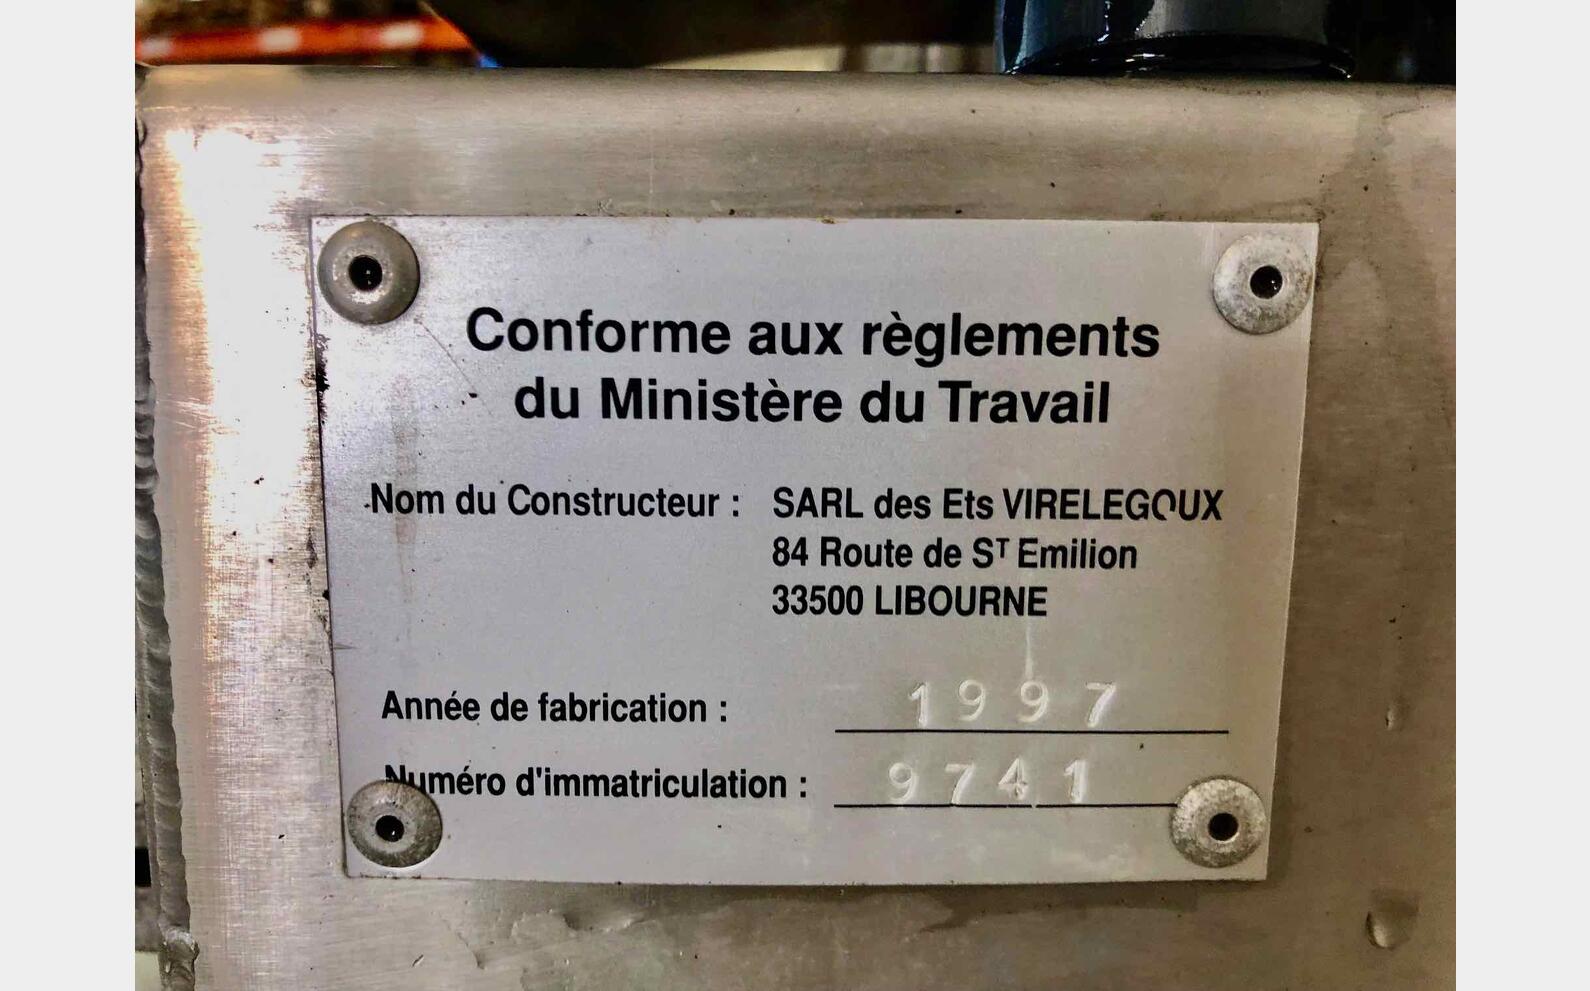 Conforme aux règlements
du Ministère du Travail
Nom du Constructeur : SARL des Ets VIRELEGOUX
84 Route de Sᵀ Emilion
33500 LIBOURNE
Année de fabrication : 1997
Numéro d'immatriculation : 9741